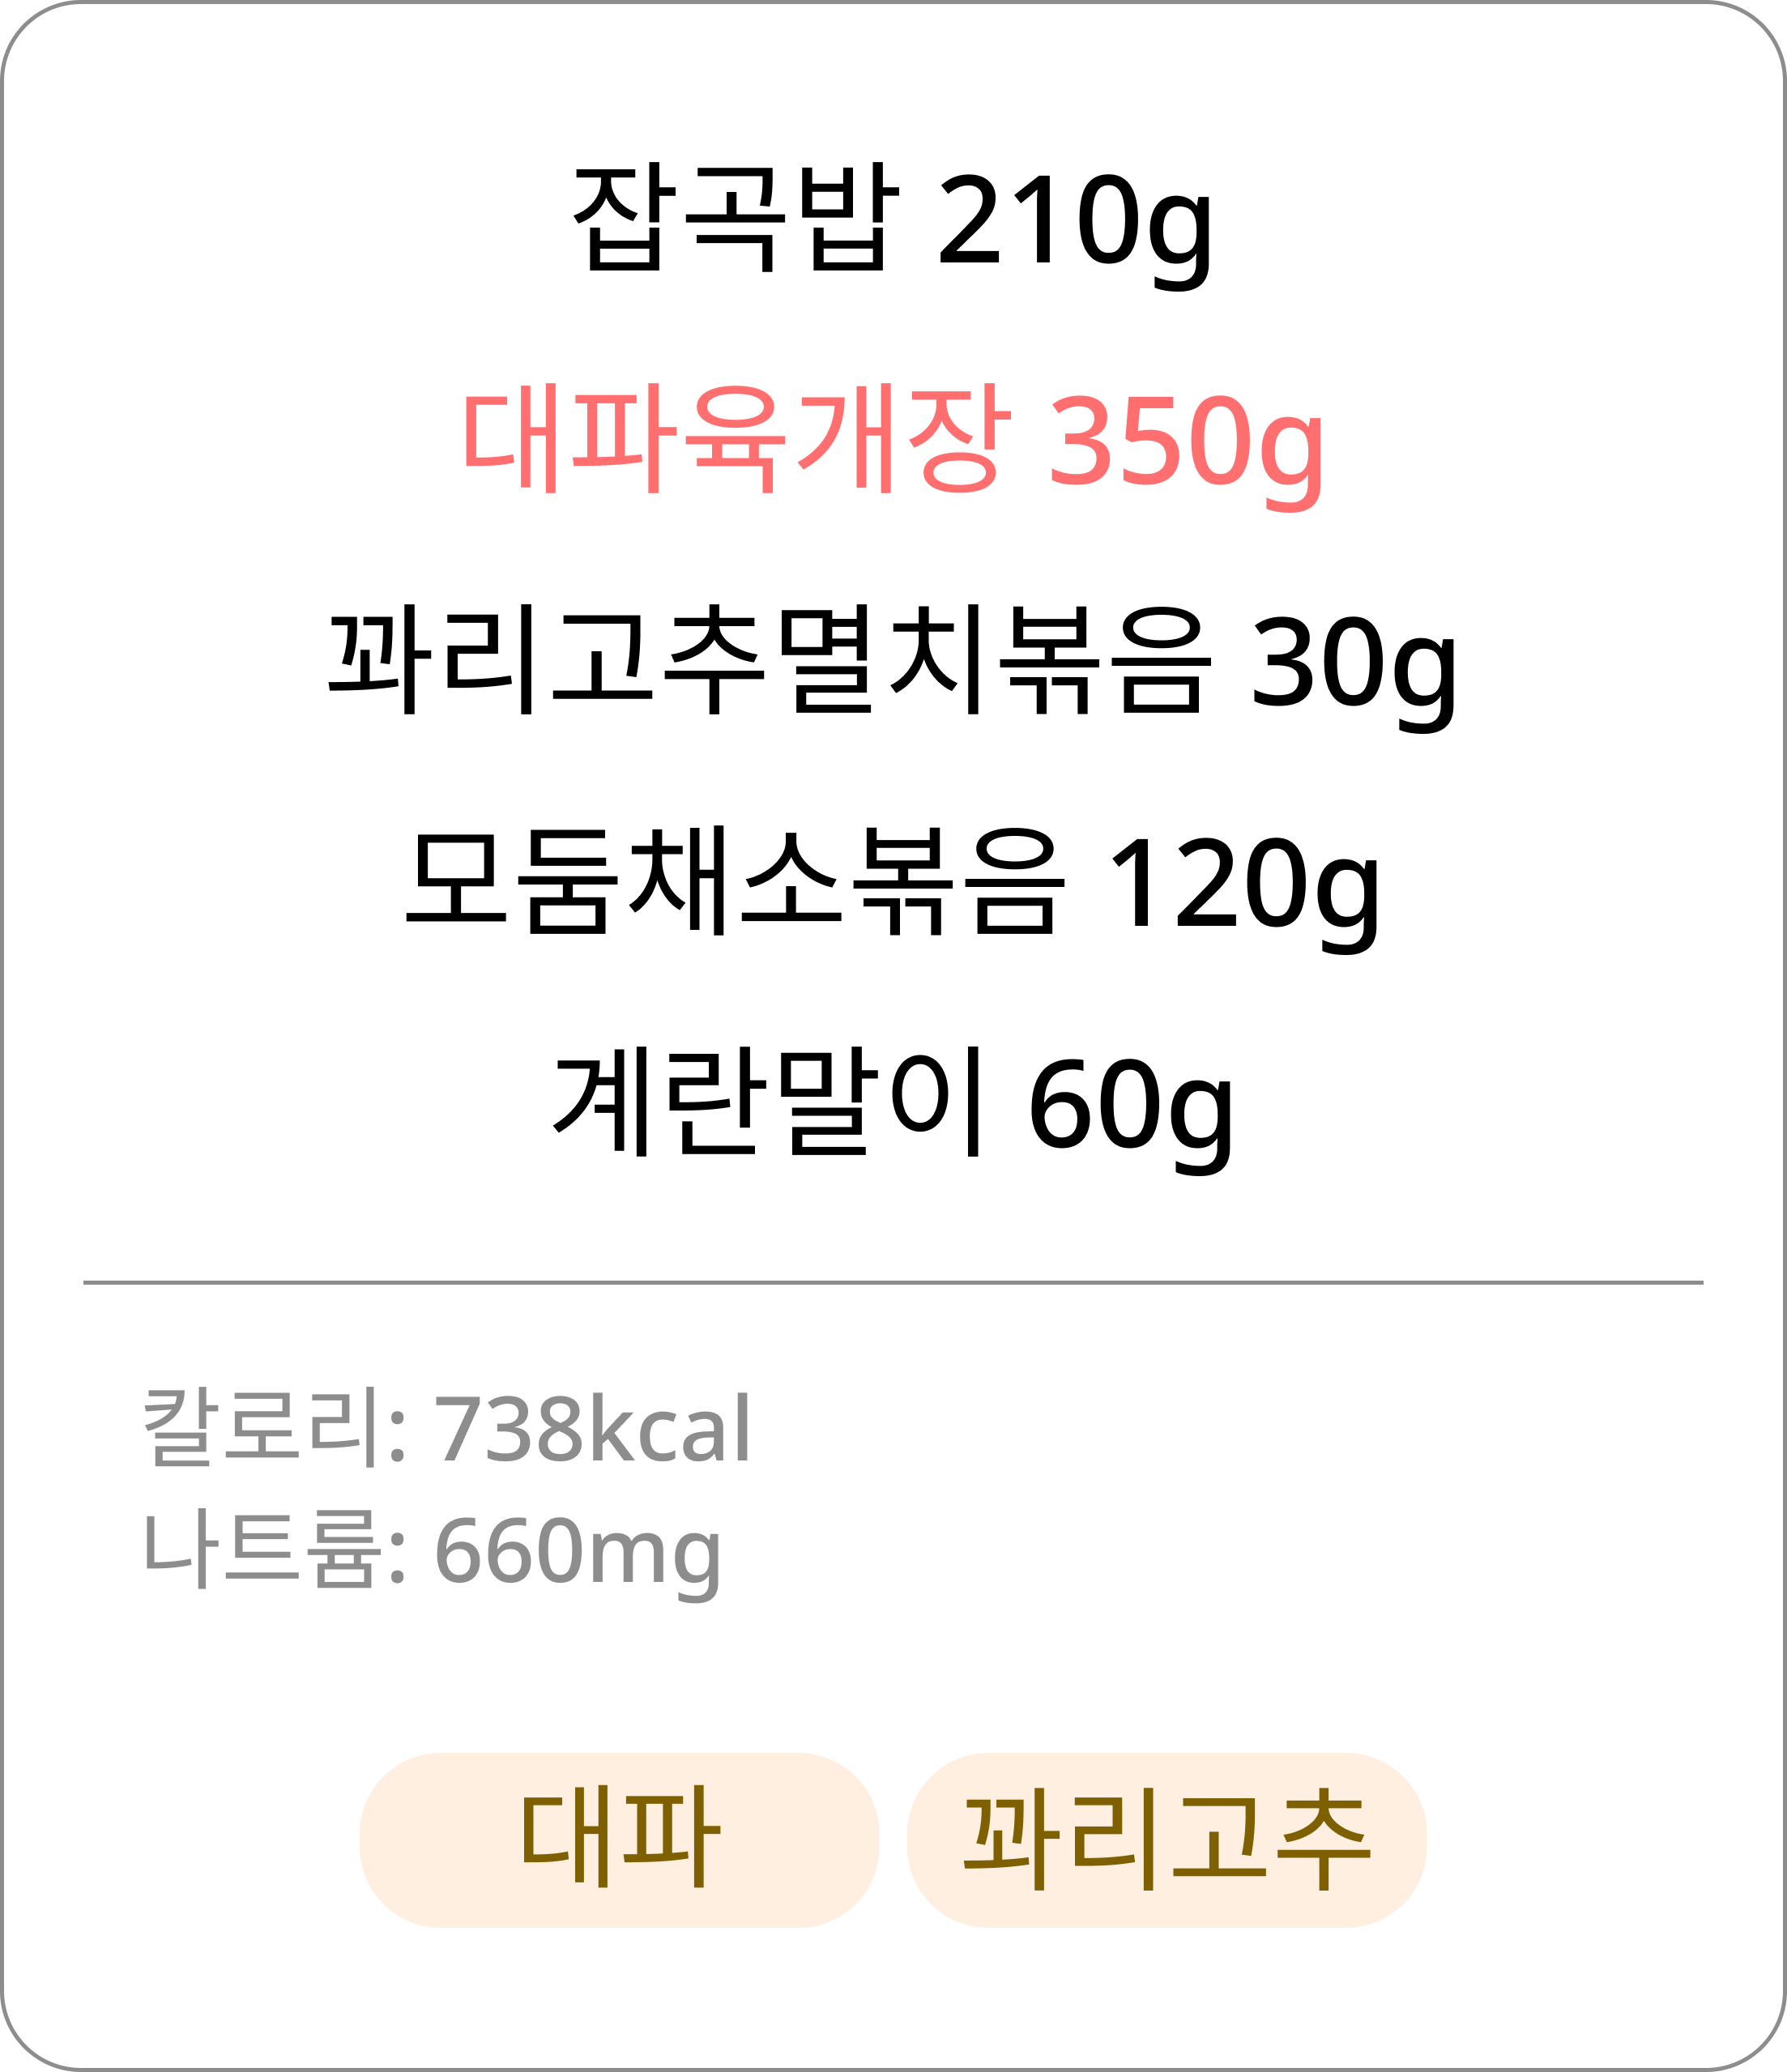 잡곡밥 210g
대파육개장 350g
꽈리고추멸치볶음 30g
모둠채소볶음 120g
계란말이 60g
칼로리: 738kcal
나트륨: 660mg
대파
꽈리고추